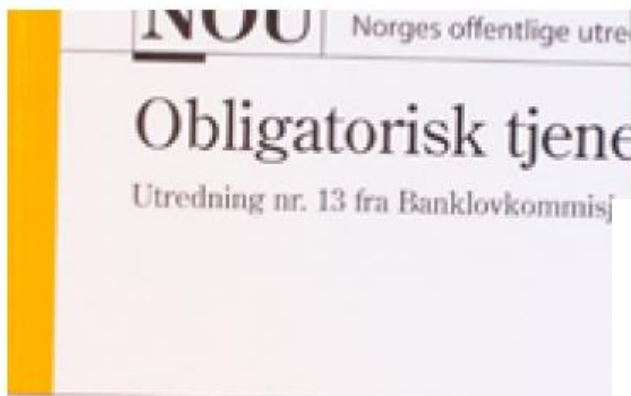 NOU Norges offentlige utre
Obligatorisk tjene
Utredning nr. 13 fra Banklovkommisj